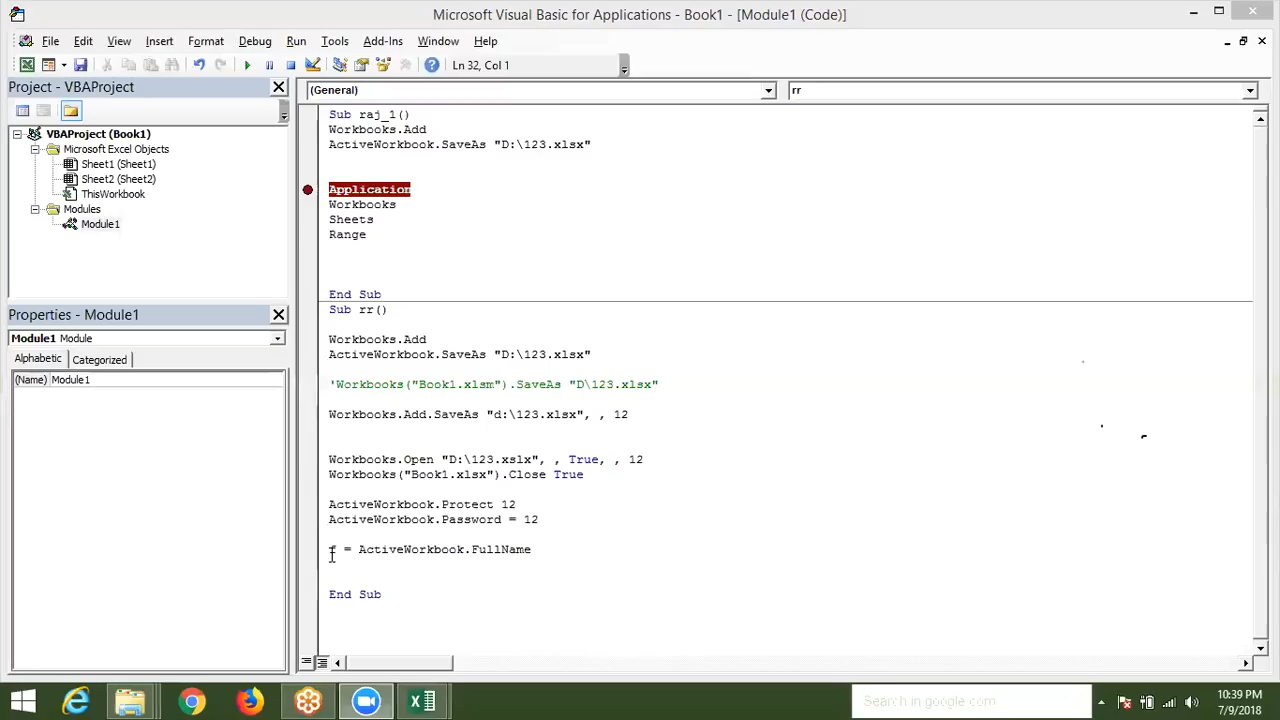 Microsoft Visual Basic for Applications - Book1 - [Module1 (Code)]
File Edit View Insert Format Debug Run Tools Add-Ins Window Help
Ln 32, Col 1
Project - VBAProject
(General)
rr
VBAProject (Book1)
Microsoft Excel Objects
Sheet1 (Sheet1)
Sheet2 (Sheet2)
ThisWorkbook
Modules
Module1
Properties - Module1
Module1 Module
Alphabetic Categorized
(Name) Module1
Sub raj_1()
Workbooks.Add
ActiveWorkbook.SaveAs "D:\123.xlsx"
Application
Workbooks
Sheets
Range
End Sub
Sub rr()
Workbooks.Add
ActiveWorkbook.SaveAs "D:\123.xlsx"
'Workbooks("Book1.xlsm").SaveAs "D\123.xlsx"
Workbooks.Add.SaveAs "d:\123.xlsx", , 12
Workbooks.Open "D:\123.xslx", , True, , 12
Workbooks("Book1.xlsx").Close True
ActiveWorkbook.Protect 12
ActiveWorkbook.Password = 12
= ActiveWorkbook.FullName
End Sub
Search in google.com
10:39 PM
7/9/2018